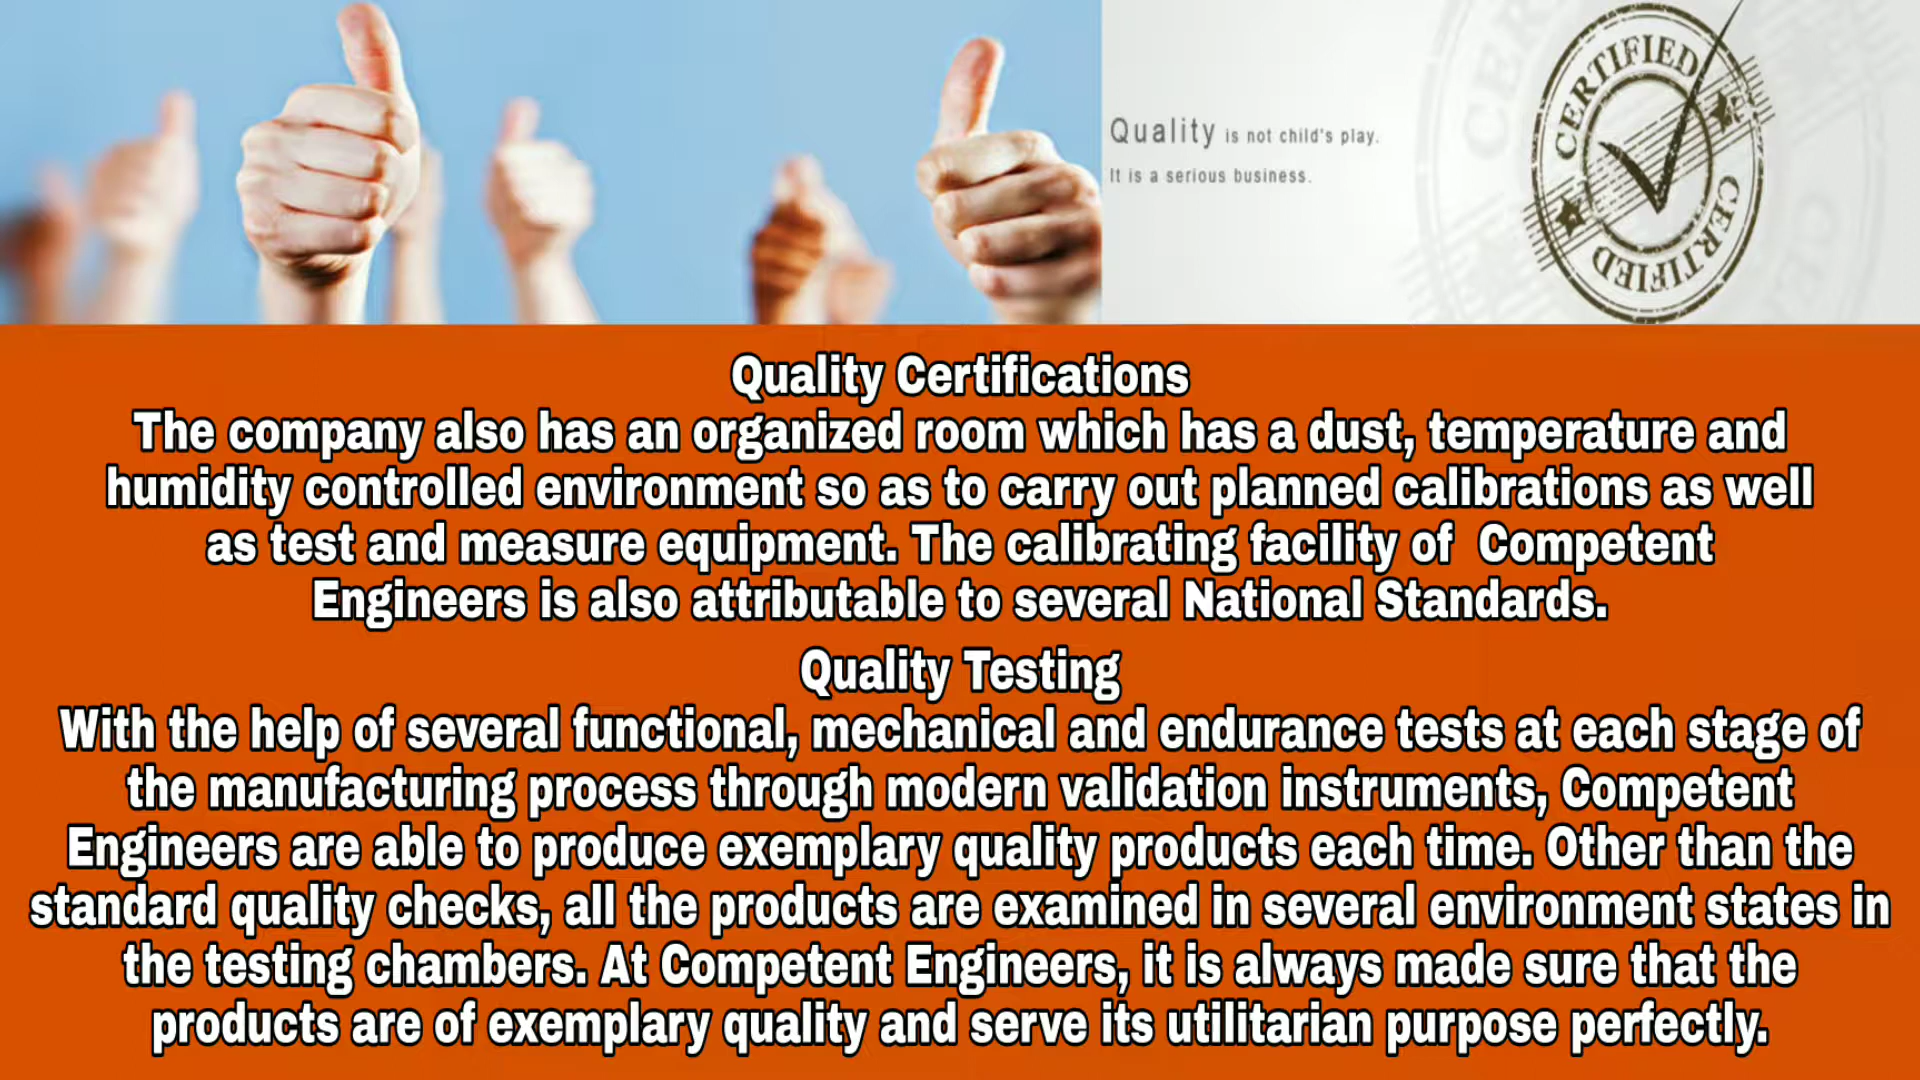 Quality is not child's play.
It is a serious business.
CERTIFIED
CERTIFIED
Quality Certifications
The company also has an organized room which has a dust, temperature and
humidity controlled environment so as to carry out planned calibrations as well
as test and measure equipment. The calibrating facility of  Competent
Engineers is also attributable to several National Standards.
Quality Testing
With the help of several functional, mechanical and endurance tests at each stage of
the manufacturing process through modern validation instruments, Competent
Engineers are able to produce exemplary quality products each time. Other than the
standard quality checks, all the products are examined in several environment states in
the testing chambers. At Competent Engineers, it is always made sure that the
products are of exemplary quality and serve its utilitarian purpose perfectly.